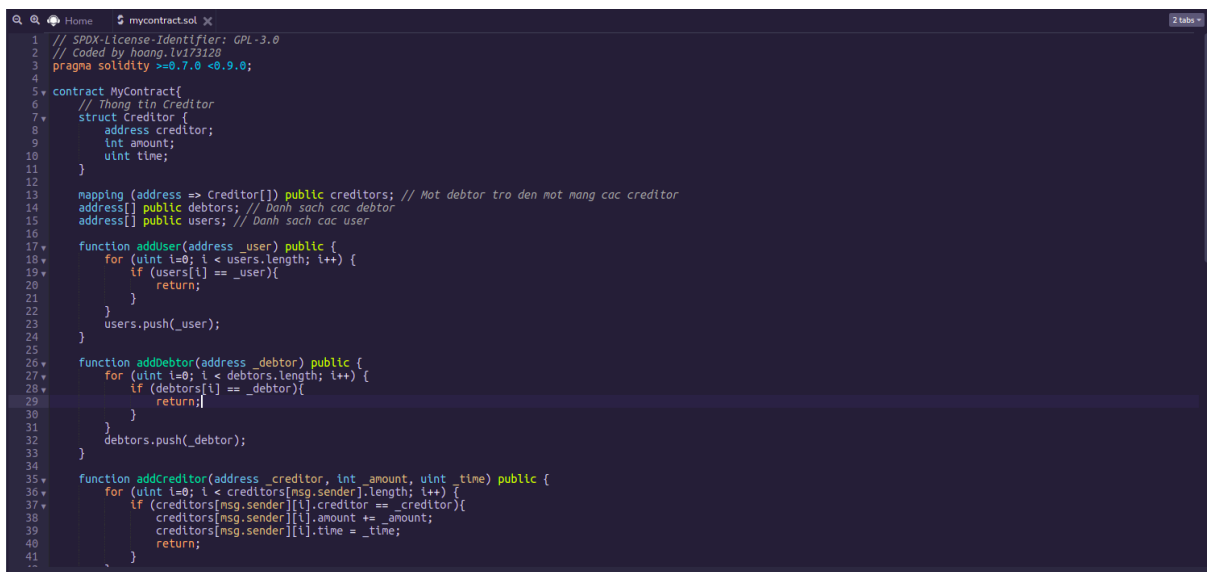 Home mycontract.sol 2 tabs
1 // SPDX-License-Identifier: GPL-3.0
2 // Coded by hoang.lv173128
3 pragma solidity >=0.7.0 <0.9.0;
4
5 contract MyContract{
6     // Thong tin Creditor
7     struct Creditor {
8         address creditor;
9         int amount;
10         uint time;
11     }
12
13     mapping (address => Creditor[]) public creditors; // Mot debtor tro den mot mang cac creditor
14     address[] public debtors; // Danh sach cac debtor
15     address[] public users; // Danh sach cac user
16
17     function addUser(address _user) public {
18         for (uint i=0; i < users.length; i++) {
19             if (users[i] == _user){
20                 return;
21             }
22         }
23         users.push(_user);
24     }
25
26     function addDebtor(address _debtor) public {
27         for (uint i=0; i < debtors.length; i++) {
28             if (debtors[i] == _debtor){
29                 return;
30             }
31         }
32         debtors.push(_debtor);
33     }
34
35     function addCreditor(address _creditor, int _amount, uint _time) public {
36         for (uint i=0; i < creditors[msg.sender].length; i++) {
37             if (creditors[msg.sender][i].creditor == _creditor){
38                 creditors[msg.sender][i].amount += _amount;
39                 creditors[msg.sender][i].time = _time;
40                 return;
41             }